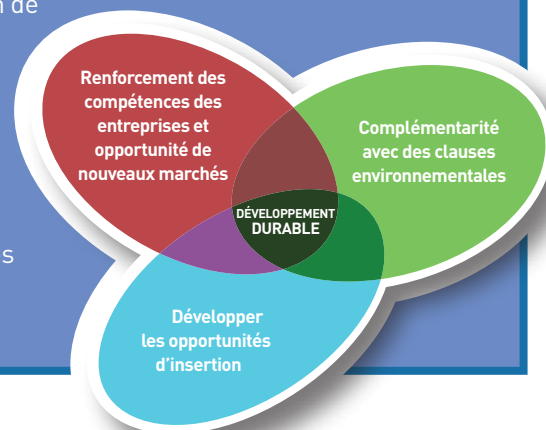 de
Renforcement des
compétences des
entreprises et
opportunité de
nouveaux marchés
Complémentarité
avec des clauses
environnementales
DÉVELOPPEMENT
DURABLE
Développer
les opportunités
d’insertion